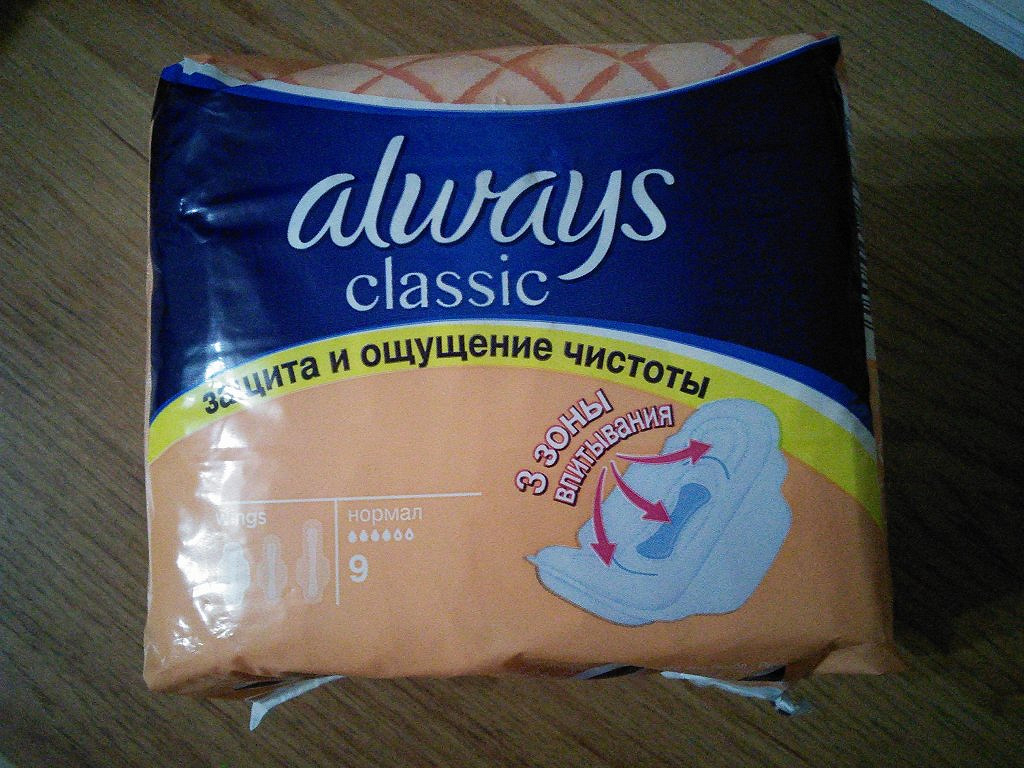 always
classic
защита и ощущение чистоты
3 зоны
впитывания
wings
нормал
9